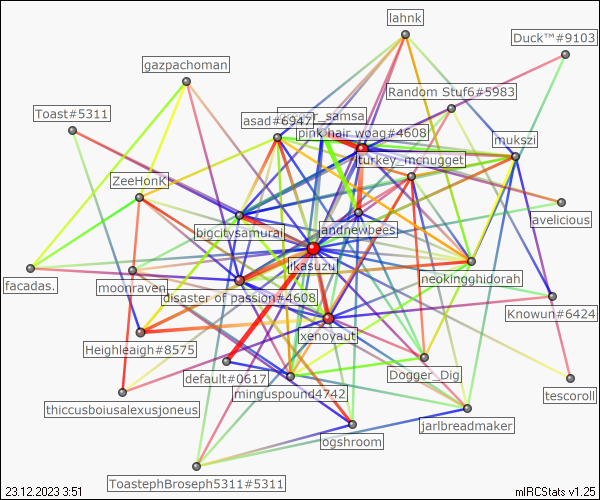 lahnk
Duck™#9103
gazpachoman
Random Stuf6#5983
Toast#5311
asad#6947
_samsa
pink hair woag#4608
mukszi
turkey_mcnugget
ZeeHonK
avelicious
bigcitysamurai
andnewbees
ikasuzu
facadas.
moonraven
neokingghidorah
disaster of passion#4608
Knowun#6424
xenoyaut
Heighleaigh#8575
default#0617
Dogger_Dig
minguspound4742
tescoroll
thiccusboiusalexusjoneus
jarlbreadmaker
ogshroom
ToastephBroseph5311#5311
23.12.2023 3:51
mIRCStats v1.25